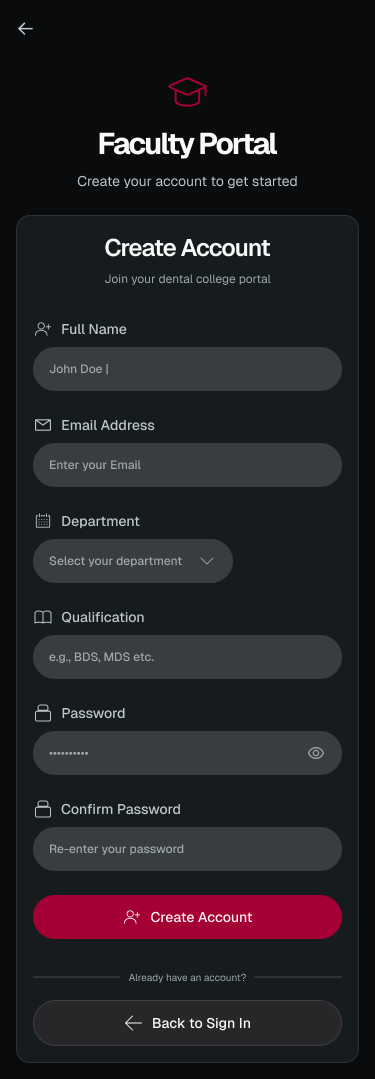 Faculty Portal
Create your account to get started
Create Account
Join your dental college portal
Full Name
John Doe |
Email Address
Enter your Email
Department
Select your department
Qualification
e.g., BDS, MDS etc.
Password
••••••••••
Confirm Password
Re-enter your password
Create Account
Already have an account?
Back to Sign In